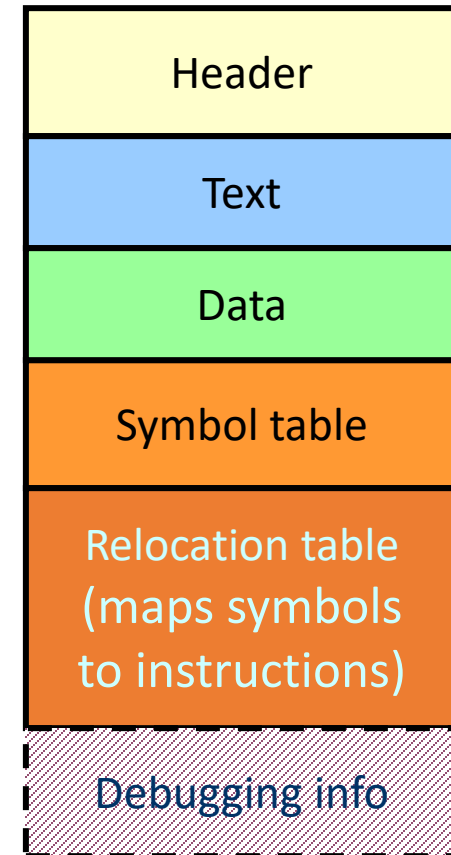 Header
Text
Data
Symbol table
Relocation table
(maps symbols
to instructions)
Debugging info